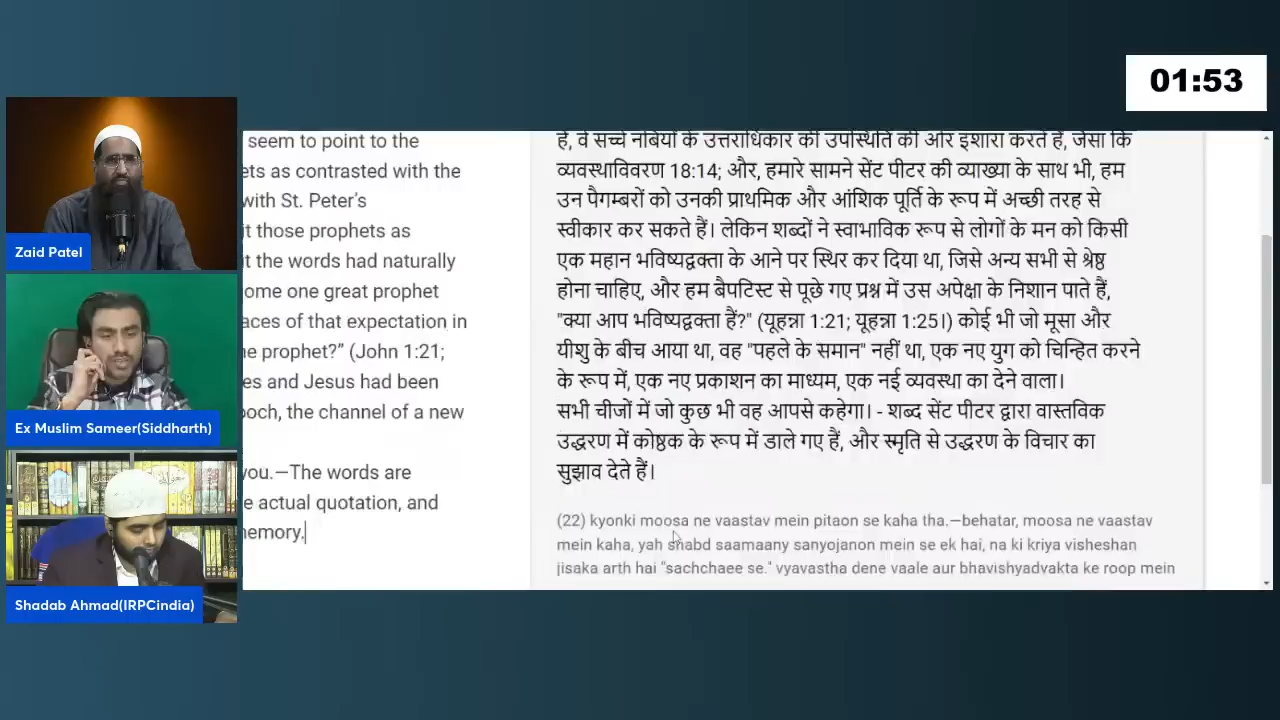 01:53
Zaid Patel
Ex Muslim Sameer(Siddharth)
Shadab Ahmad(IRPCindia)
seem to point to the
ets as contrasted with the
with St. Peter's
it those prophets as
it the words had naturally
ome one great prophet
aces of that expectation in
e prophet?” (John 1:21;
es and Jesus had been
och, the channel of a new
you.—The words are
e actual quotation, and
nemory.
हैं, वे सच्चे नबियों के उत्तराधिकार की उपस्थिति की ओर इशारा करते हैं, जैसा कि
व्यवस्थाविवरण 18:14; और, हमारे सामने सेंट पीटर की व्याख्या के साथ भी, हम
उन पैगम्बरों को उनकी प्राथमिक और आंशिक पूर्ति के रूप में अच्छी तरह से
स्वीकार कर सकते हैं। लेकिन शब्दों ने स्वाभाविक रूप से लोगों के मन को किसी
एक महान भविष्यद्वक्ता के आने पर स्थिर कर दिया था, जिसे अन्य सभी से श्रेष्ठ
होना चाहिए, और हम बैपटिस्ट से पूछे गए प्रश्न में उस अपेक्षा के निशान पाते हैं,
"क्या आप भविष्यद्वक्ता हैं?" (यूहन्ना 1:21; यूहन्ना 1:25।) कोई भी जो मूसा और
यीशु के बीच आया था, वह "पहले के समान" नहीं था, एक नए युग को चिन्हित करने
के रूप में, एक नए प्रकाशन का माध्यम, एक नई व्यवस्था का देने वाला।
सभी चीजों में जो कुछ भी वह आपसे कहेगा। - शब्द सेंट पीटर द्वारा वास्तविक
उद्धरण में कोष्ठक के रूप में डाले गए हैं, और स्मृति से उद्धरण के विचार का
सुझाव देते हैं।
(22) kyonki moosa ne vaastav mein pitaon se kaha tha.—behatar, moosa ne vaastav
mein kaha, yah shabd saamaany sanyojanon mein se ek hai, na ki kriya visheshan
jisaka arth hai "sachchaee se." vyavastha dene vaale aur bhavishyadvakta ke roop mein